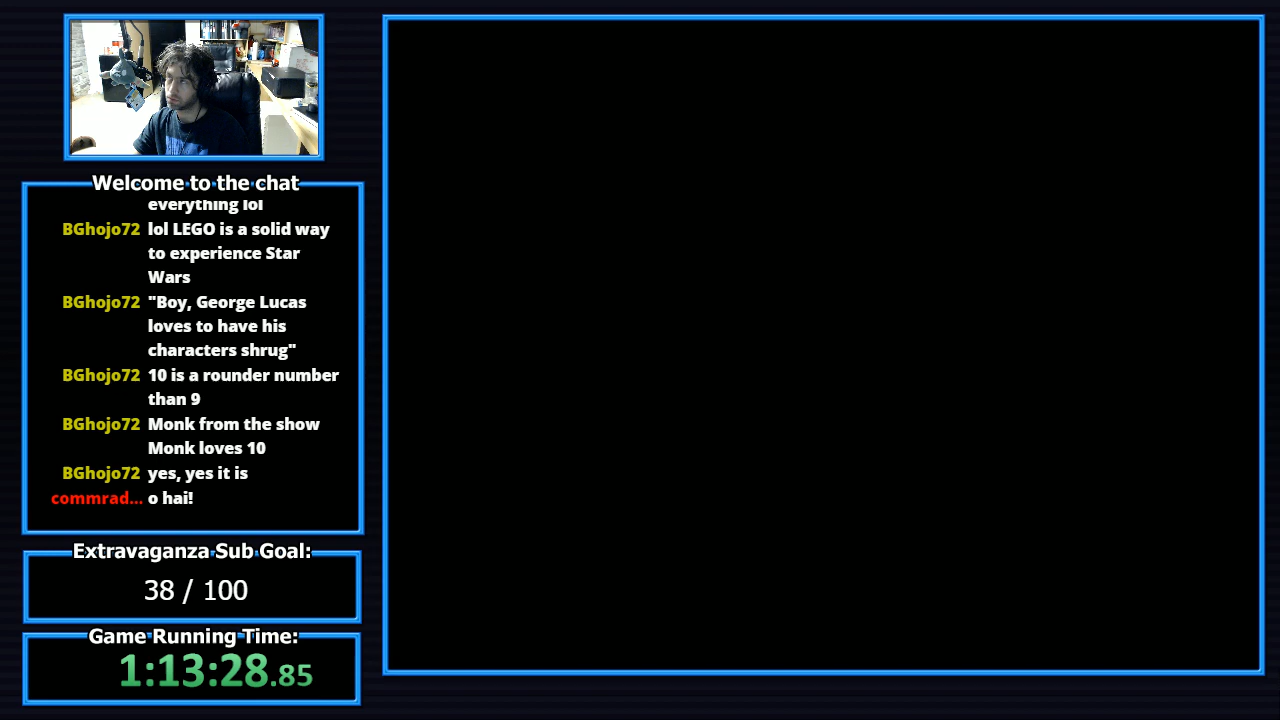 Welcome to the chat
everything lol
BGhojo72 lol LEGO is a solid way
to experience Star
Wars
BGhojo72 "Boy, George Lucas
loves to have his
characters shrug"
BGhojo72 10 is a rounder number
than 9
BGhojo72 Monk from the show
Monk loves 10
BGhojo72 yes, yes it is
commrad... o hai!
Extravaganza Sub Goal:
38 / 100
Game Running Time:
1:13:28.85